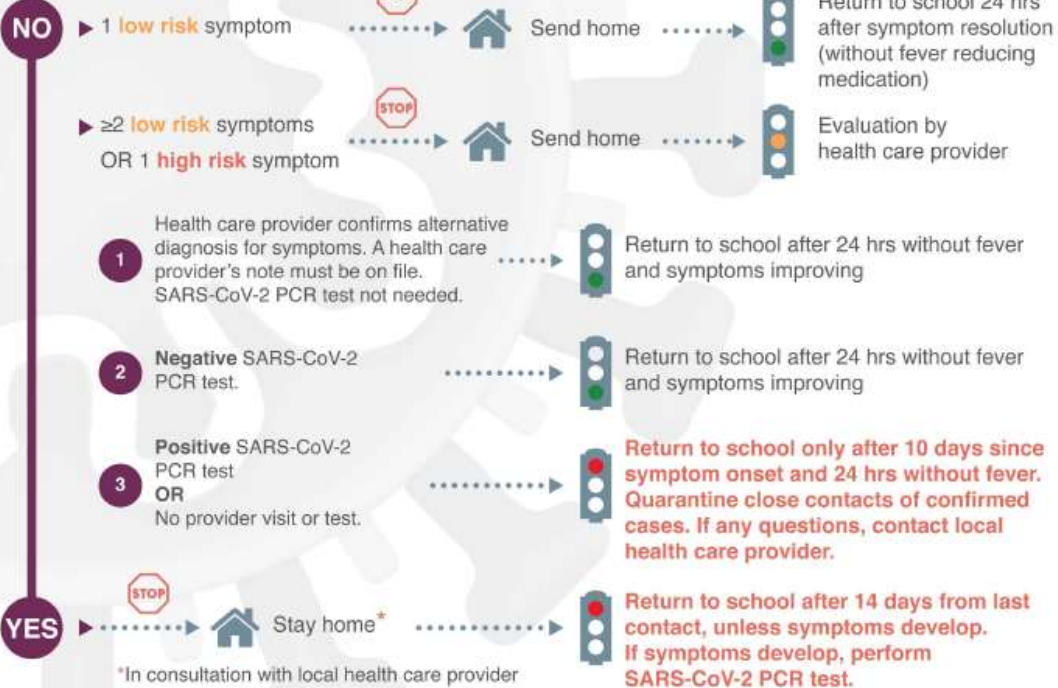 NO
1 low risk symptom
Send home
Return to school 24 hrs
after symptom resolution
(without fever reducing
medication)
≥2 low risk symptoms
OR 1 high risk symptom
STOP
Send home
Evaluation by
health care provider
1
Health care provider confirms alternative
diagnosis for symptoms. A health care
provider's note must be on file.
SARS-CoV-2 PCR test not needed.
Return to school after 24 hrs without fever
and symptoms improving
2
Negative SARS-CoV-2
PCR test.
Return to school after 24 hrs without fever
and symptoms improving
3
Positive SARS-CoV-2
PCR test
OR
No provider visit or test.
Return to school only after 10 days since
symptom onset and 24 hrs without fever.
Quarantine close contacts of confirmed
cases. If any questions, contact local
health care provider.
YES
STOP
Stay home*
Return to school after 14 days from last
contact, unless symptoms develop.
If symptoms develop, perform
SARS-CoV-2 PCR test.
*In consultation with local health care provider